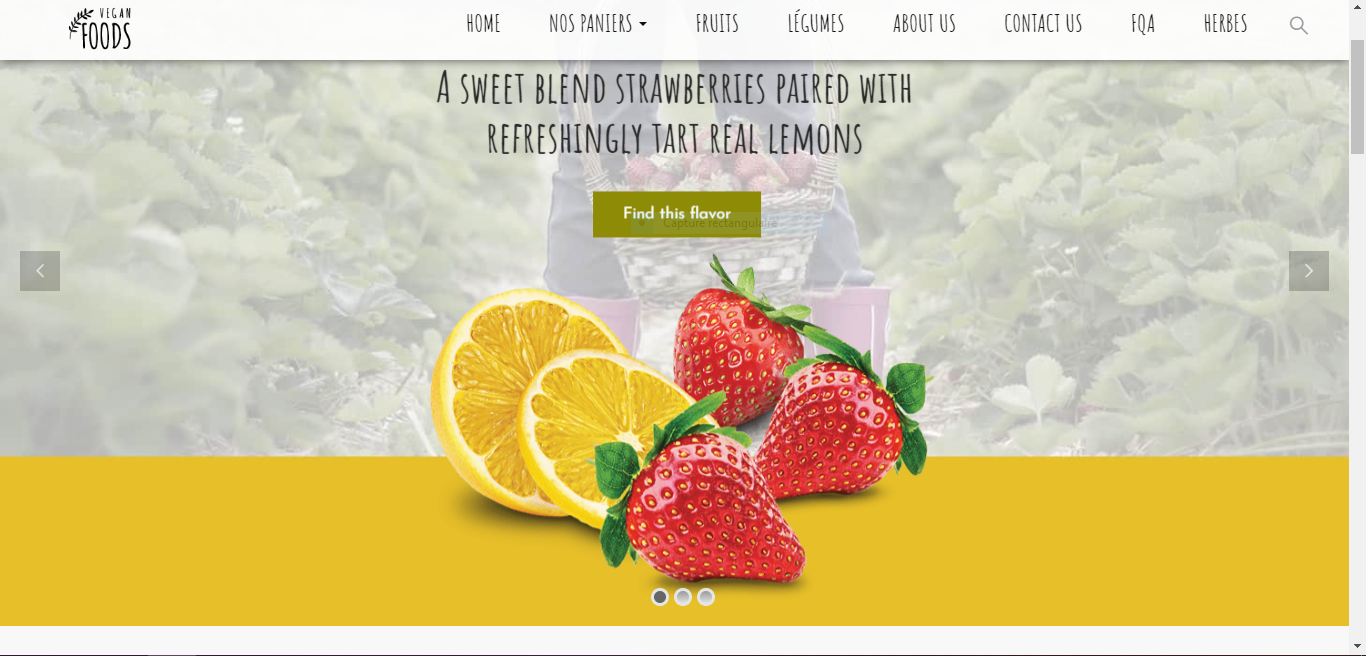 VEGAN
FOODS
HOME NOS PANIERS FRUITS LÉGUMES ABOUT US CONTACT US FQA HERBES
A SWEET BLEND STRAWBERRIES PAIRED WITH
REFRESHINGLY TART REAL LEMONS
Find this flavor
Capture rectangulaire